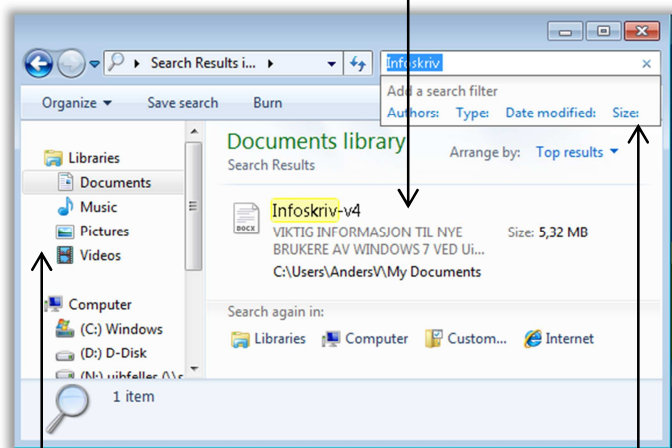 Search Results i...
Infoskriv
Add a search filter
Authors: Type: Date modified: Size:
Organize Save search Burn
Libraries
Documents
Music
Pictures
Videos
Computer
(C:) Windows
(D:) D-Disk
Documents library
Search Results
Arrange by: Top results
Infoskriv-v4
DOCX
VIKTIG INFORMASJON TIL NYE
BRUKERE AV WINDOWS 7 VED Ui...
Size: 5,32 MB
C:\Users\AndersV\My Documents
Search again in:
Libraries Computer Custom... Internet
1 item